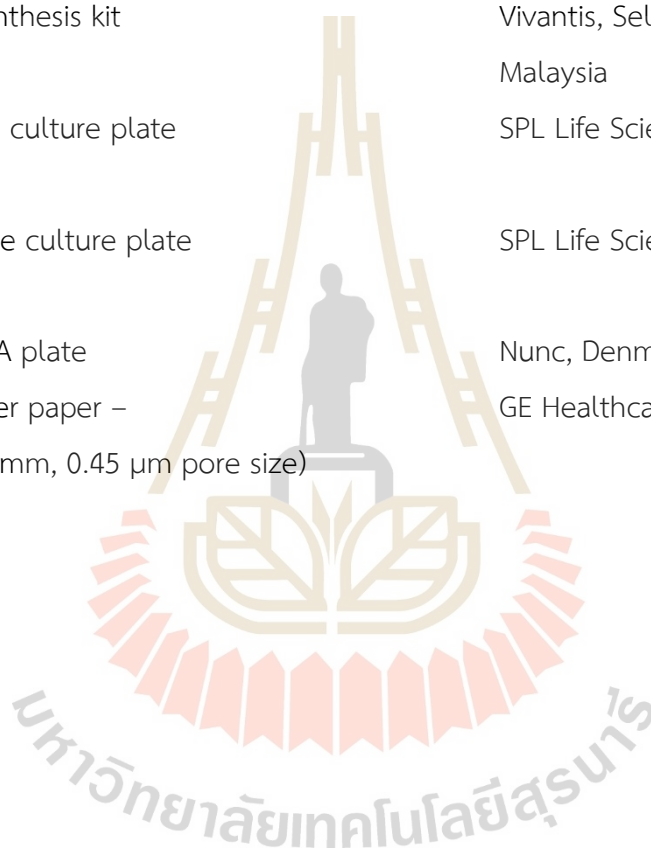 nthesis kit Vivantis, Sel
Malaysia
culture plate SPL Life Scie
e culture plate SPL Life Scie
A plate Nunc, Denm
er paper – GE Healthca
mm, 0.45 μm pore size)
มหาวิทยาลัยเทคโนโลยีสุรนารี